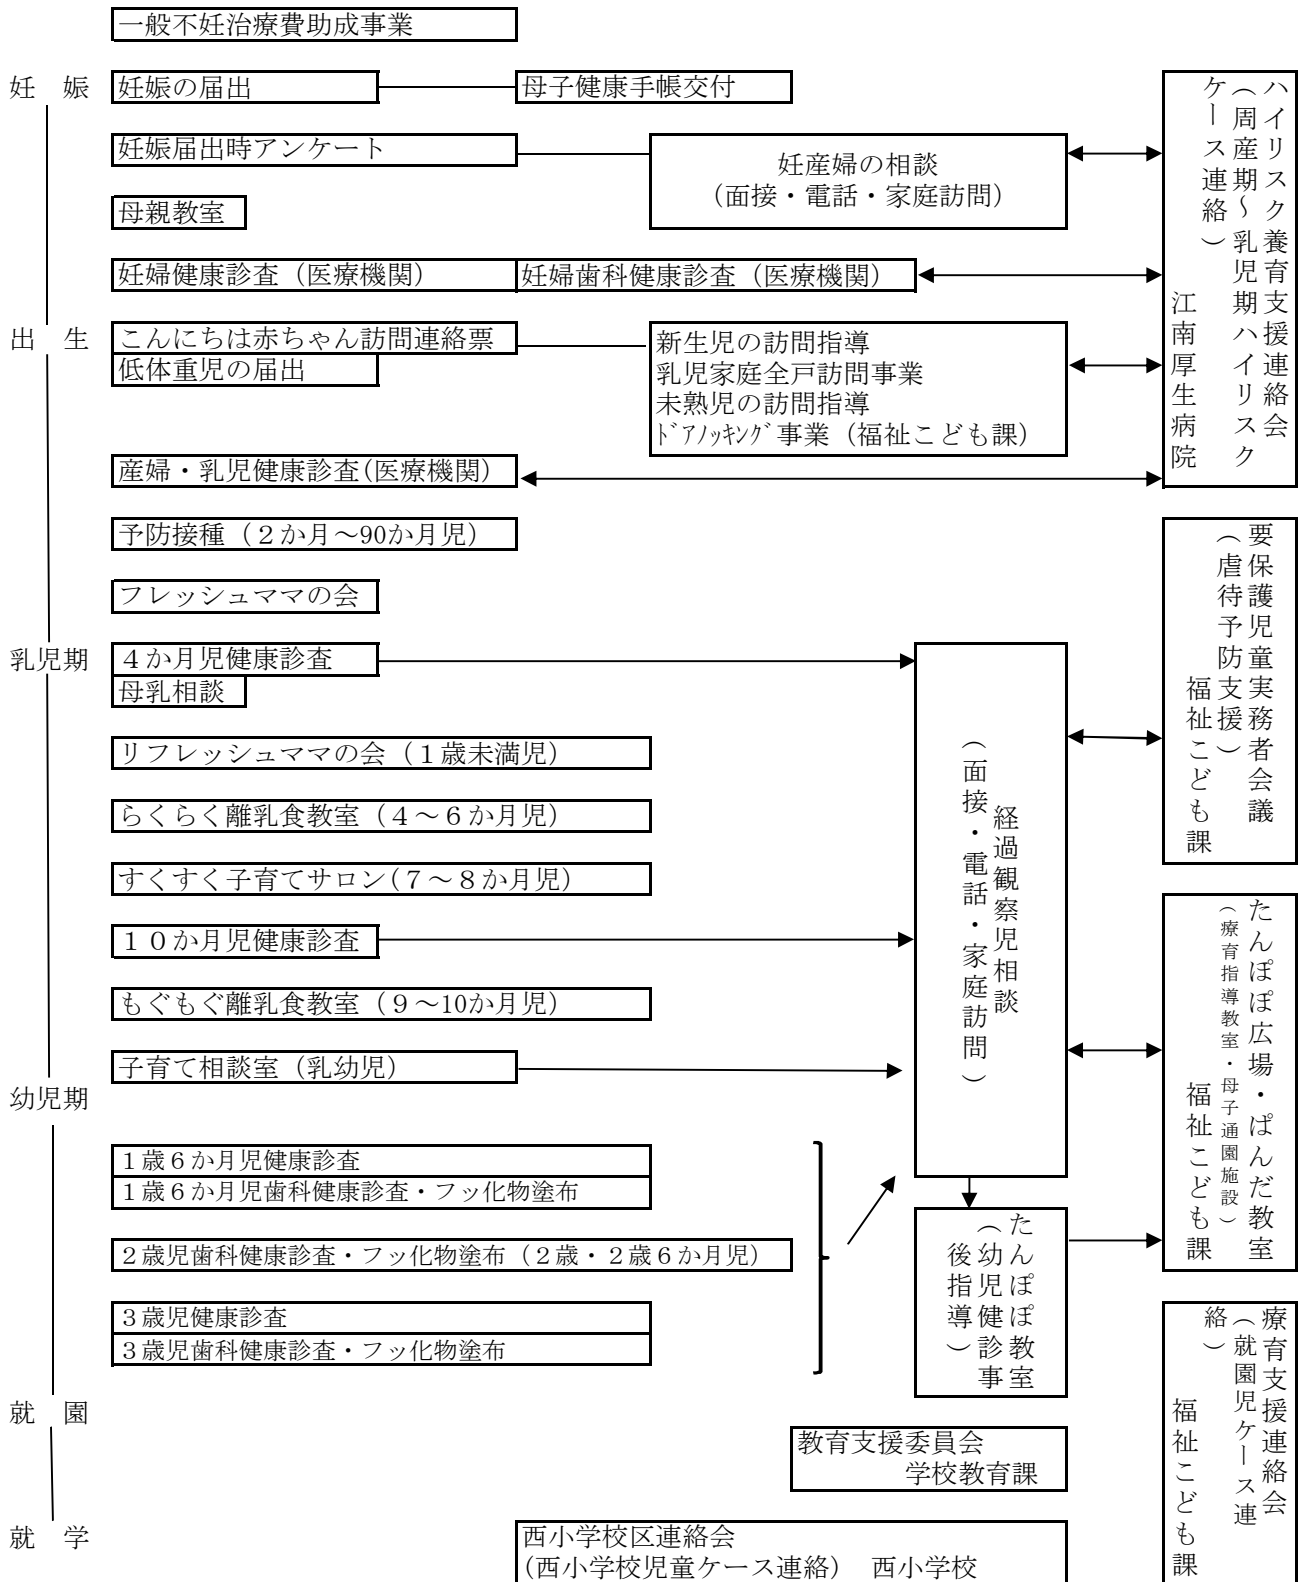 一般不妊治療費助成事業
妊　娠
妊娠の届出
母子健康手帳交付
妊娠届出時アンケート
妊産婦の相談
（面接・電話・家庭訪問）
母親教室
妊婦健康診査（医療機関）
妊婦歯科健康診査（医療機関）
ハイリスク養育支援連絡会
（周産期～乳児期ハイリスク
ケース連絡）
江南厚生病院
出　生
こんにちは赤ちゃん訪問連絡票
低体重児の届出
新生児の訪問指導
乳児家庭全戸訪問事業
未熟児の訪問指導
ﾄﾞｱﾉｯｷﾝｸﾞ事業（福祉こども課）
産婦・乳児健康診査(医療機関）
予防接種（２か月～90か月児）
フレッシュママの会
要保護児童実務者会議
（虐待予防支援）
福祉こども課
乳児期
４か月児健康診査
母乳相談
リフレッシュママの会（１歳未満児）
らくらく離乳食教室（４～６か月児）
すくすく子育てサロン(７～８か月児）
１０か月児健康診査
もぐもぐ離乳食教室（９～10か月児）
子育て相談室（乳幼児）
経過観察児相談
（面接・電話・家庭訪問）
たんぽぽ広場・ぱんだ教室
（療育指導教室・母子通園施設）
福祉こども課
幼児期
１歳６か月児健康診査
１歳６か月児歯科健康診査・フッ化物塗布
２歳児歯科健康診査・フッ化物塗布（２歳・２歳６か月児）
３歳児健康診査
３歳児歯科健康診査・フッ化物塗布
たんぽぽ教室
（幼児健診事
後指導）
療育支援連絡会
（就園児ケース連
絡）
福祉こども課
就　園
教育支援委員会
学校教育課
就　学
西小学校区連絡会
(西小学校児童ケース連絡)　西小学校